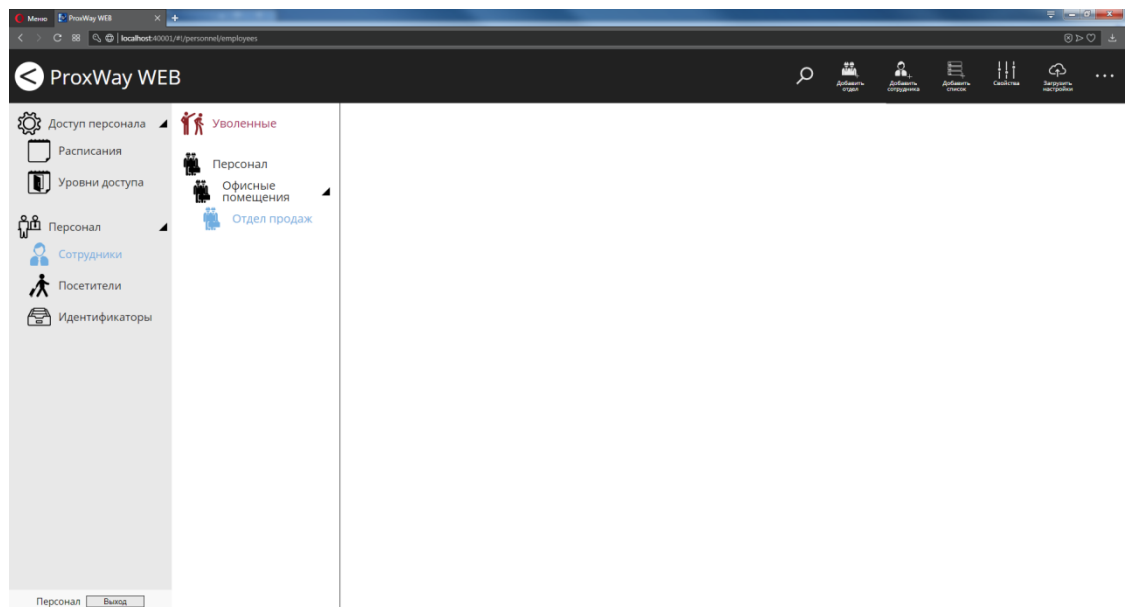 Меню ProxWay WEB
localhost:40001/#!/personnel/employees
ProxWay WEB
Добавить отдел
Добавить сотрудника
Добавить список
Свойства
Загрузить настройки
Доступ персонала
Расписания
Уровни доступа
Персонал
Сотрудники
Посетители
Идентификаторы
Уволенные
Персонал
Офисные
помещения
Отдел продаж
Персонал Выход